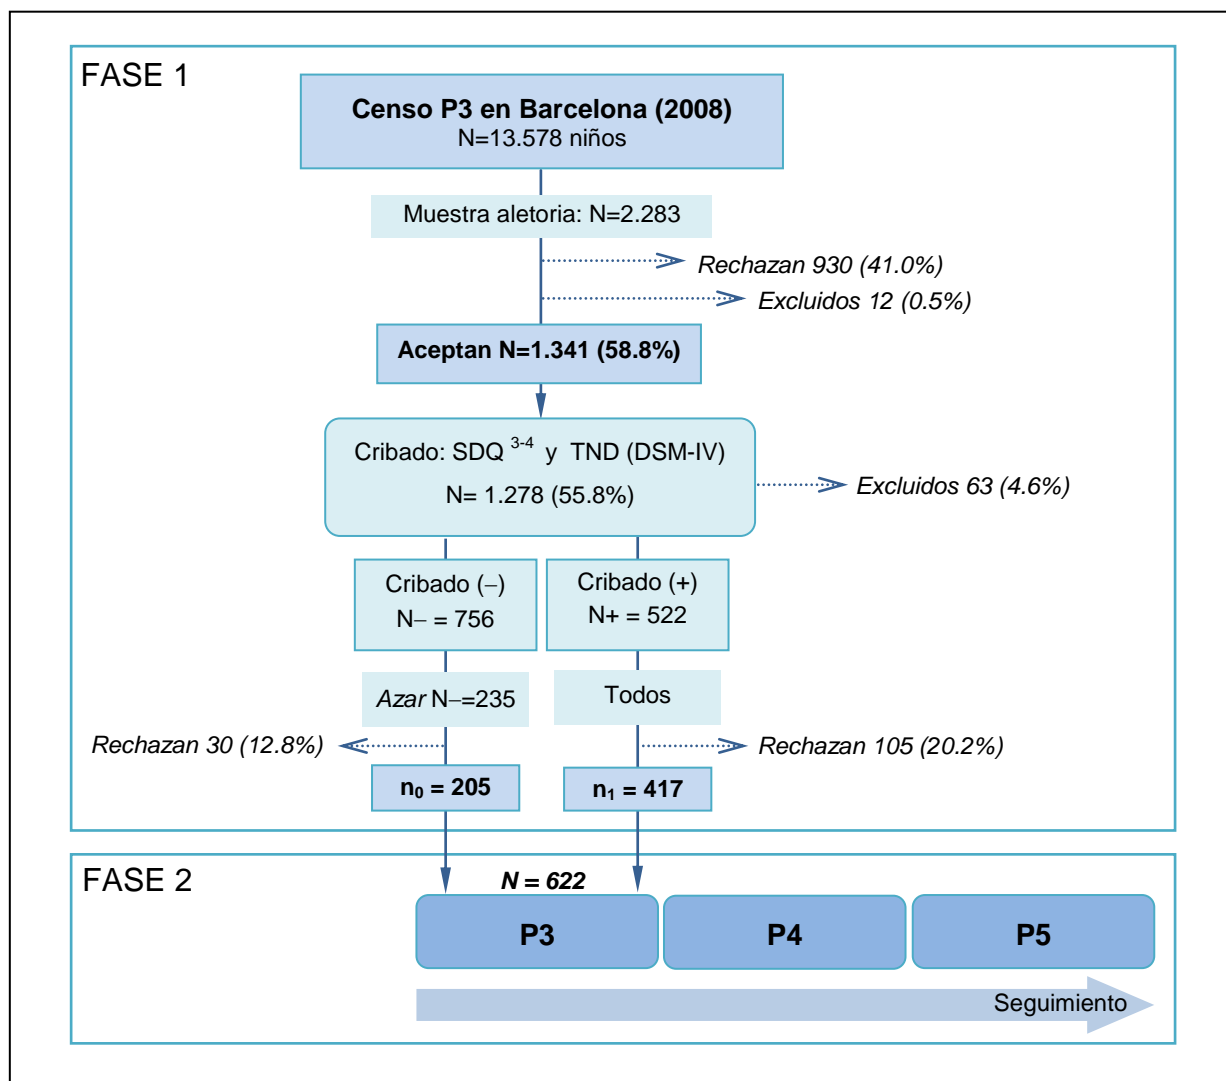 FASE 1
Censo P3 en Barcelona (2008)
N=13.578 niños
Muestra aletoria: N=2.283
Rechazan 930 (41.0%)
Excluidos 12 (0.5%)
Aceptan N=1.341 (58.8%)
Cribado: SDQ 3-4 y TND (DSM-IV)
N= 1.278 (55.8%)
Excluidos 63 (4.6%)
Cribado (–)
N– = 756
Cribado (+)
N+ = 522
Azar N–=235
Todos
Rechazan 30 (12.8%)
Rechazan 105 (20.2%)
n0 = 205
n1 = 417
FASE 2
N = 622
P3
P4
P5
Seguimiento